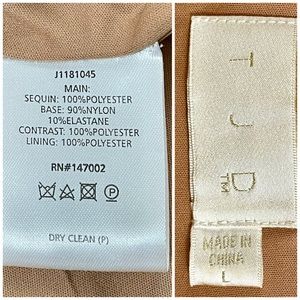 J1181045
MAIN:
SEQUIN: 100%POLYESTER
BASE: 90%NYLON
10%ELASTANE
CONTRAST: 100%POLYESTER
LINING: 100%POLYESTER
RN#147002
P
DRY CLEAN (P)
T J D
TM
MADE IN
CHINA
L